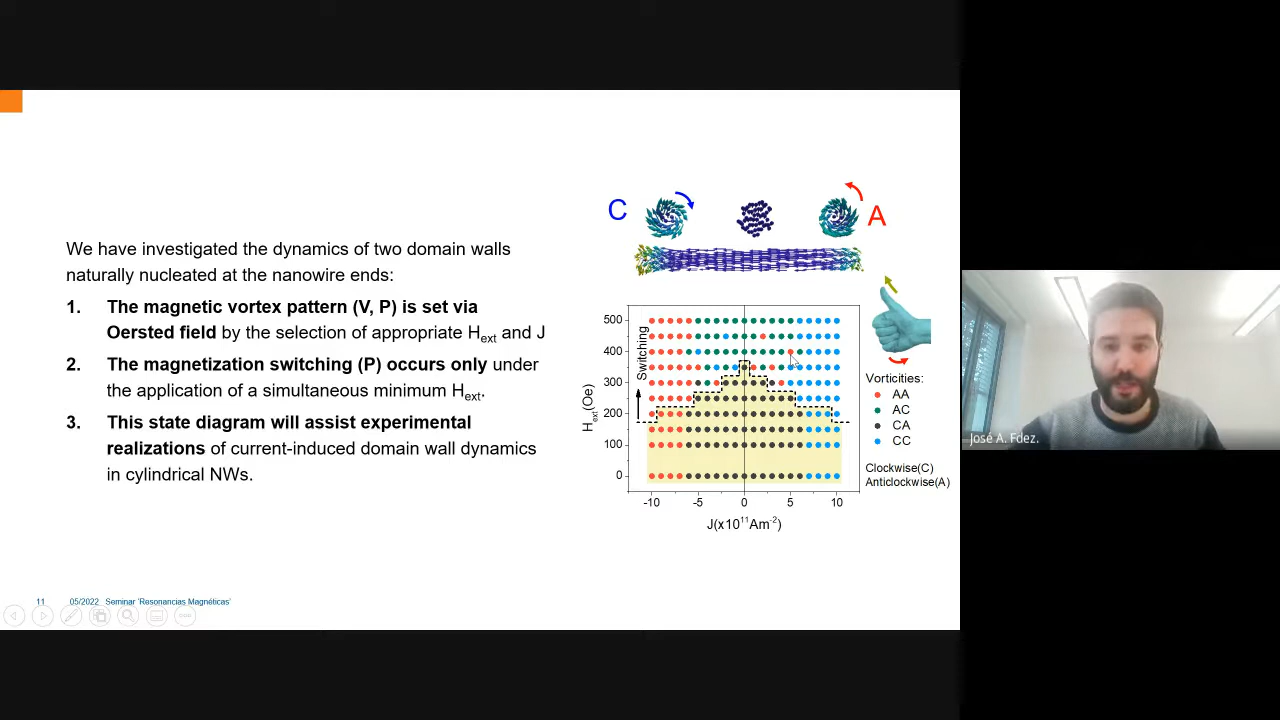 We have investigated the dynamics of two domain walls
naturally nucleated at the nanowire ends:
1. The magnetic vortex pattern (V, P) is set via
Oersted field by the selection of appropriate Hext and J
2. The magnetization switching (P) occurs only under
the application of a simultaneous minimum Hext.
3. This state diagram will assist experimental
realizations of current-induced domain wall dynamics
in cylindrical NWs.
C
A
Switching
Hext(Oe)
500
400
300
200
100
0
-10 -5 0 5 10
J(x10^11Am^-2)
Vorticities:
AA
AC
CA
CC
Clockwise(C)
Anticlockwise(A)
11 05/2022 Seminar 'Resonancias Magnéticas'
José A. Fdez.